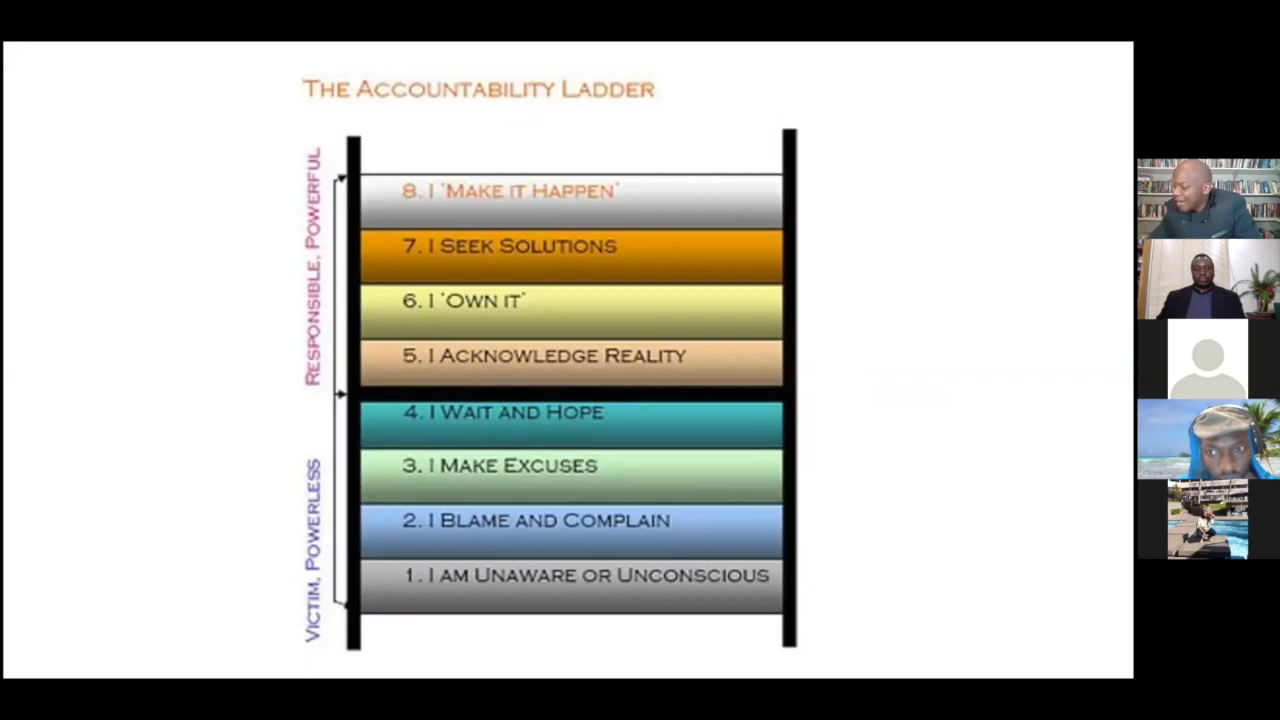 The Accountability Ladder
Responsible, Powerful
8. I 'Make it Happen'
7. I Seek Solutions
6. I 'Own it'
5. I Acknowledge Reality
Victim, Powerless
4. I Wait and Hope
3. I Make Excuses
2. I Blame and Complain
1. I am Unaware or Unconscious